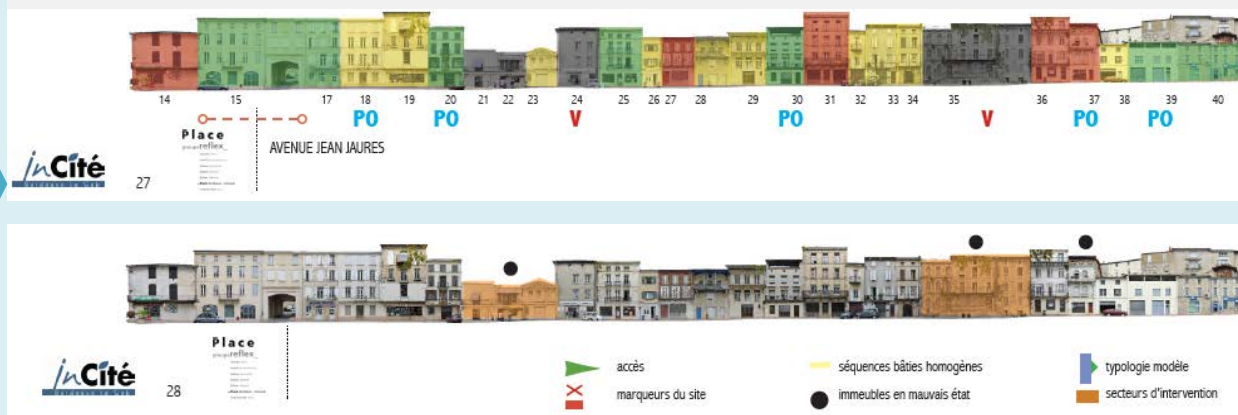 14 15 17 18 19 20 21 22 23 24 25 26 27 28 29 30 31 32 33 34 35 36 37 38 39 40
PO PO V PO V PO PO
Place
reflex_
AVENUE JEAN JAURES
inCité
27
Place
reflex_
inCité
28
accès
séquences bâties homogènes
typologie modèle
marqueurs du site
immeubles en mauvais état
secteurs d'intervention